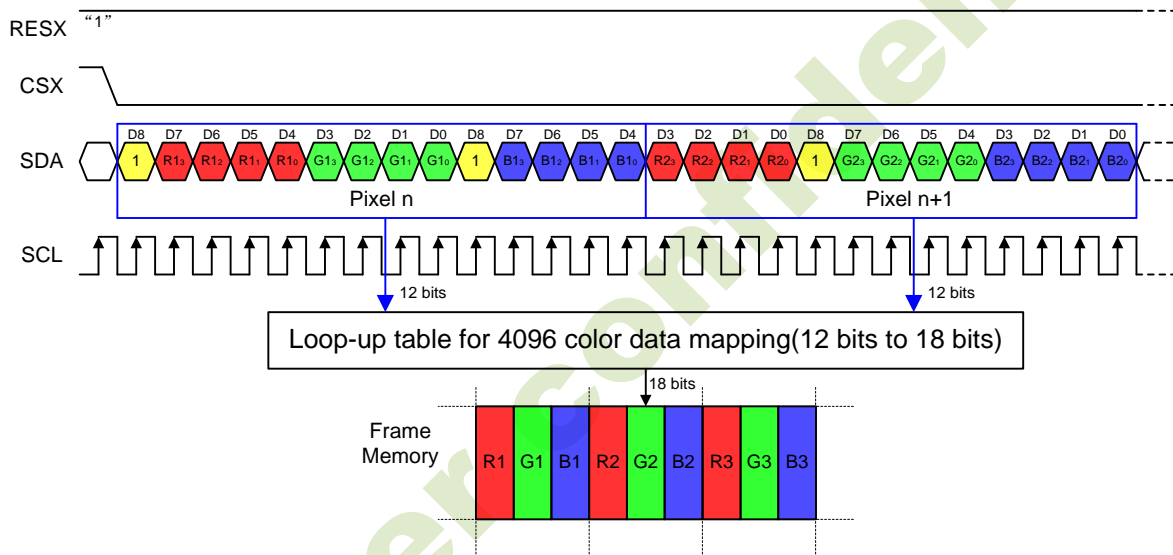 RESX “1”
CSX
D8 D7 D6 D5 D4 D3 D2 D1 D0 D8 D7 D6 D5 D4 D3 D2 D1 D0 D8 D7 D6 D5 D4 D3 D2 D1 D0
SDA 1 R1₃ R1₂ R1₁ R1₀ G1₃ G1₂ G1₁ G1₀ 1 B1₃ B1₂ B1₁ B1₀ R2₃ R2₂ R2₁ R2₀ 1 G2₃ G2₂ G2₁ G2₀ B2₃ B2₂ B2₁ B2₀
Pixel n Pixel n+1
SCL
12 bits 12 bits
Loop-up table for 4096 color data mapping(12 bits to 18 bits)
18 bits
Frame
Memory
R1 G1 B1 R2 G2 B2 R3 G3 B3
er confiden